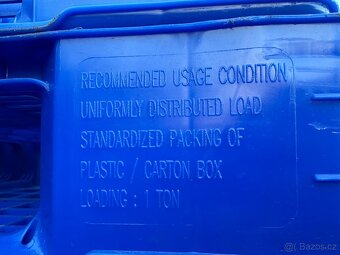 RECOMMENDED USAGE CONDITION
UNIFORMLY DISTRIBUTED LOAD
STANDARDIZED PACKING OF
PLASTIC / CARTON BOX
LOADING : 1 TON
Bazos.cz